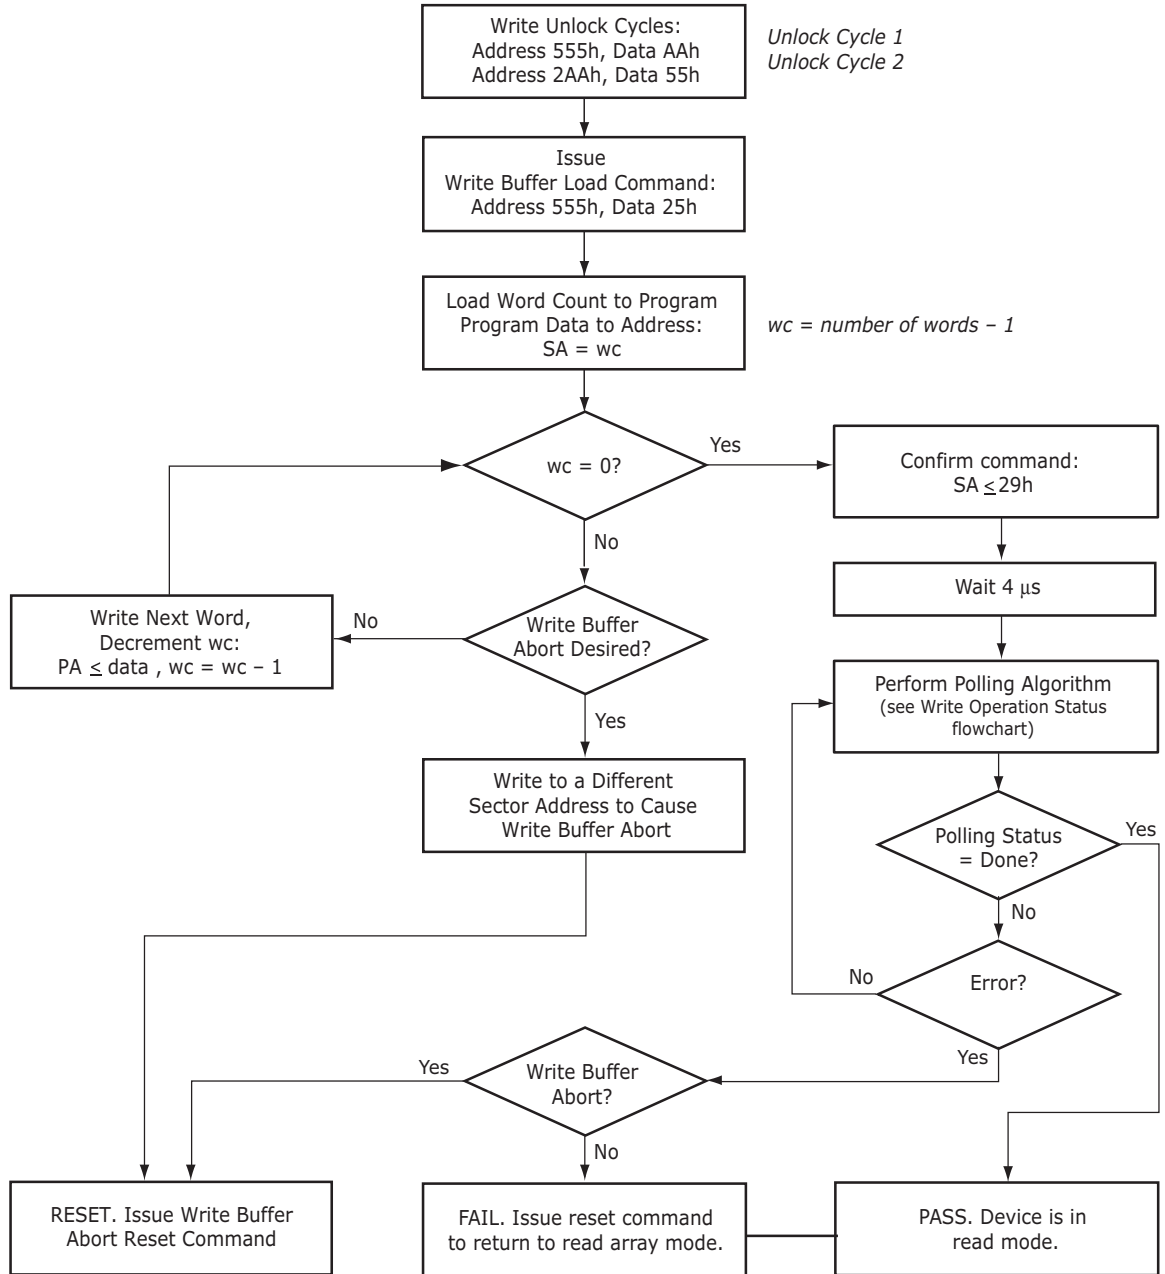 Write Unlock Cycles:
Address 555h, Data AAh
Address 2AAh, Data 55h
Unlock Cycle 1
Unlock Cycle 2
Issue
Write Buffer Load Command:
Address 555h, Data 25h
Load Word Count to Program
Program Data to Address:
SA = wc
wc = number of words – 1
wc = 0?
Yes
Confirm command:
SA ≤ 29h
No
Wait 4 μs
Write Next Word,
Decrement wc:
PA ≤ data , wc = wc – 1
No
Write Buffer
Abort Desired?
Perform Polling Algorithm
(see Write Operation Status
flowchart)
Yes
Write to a Different
Sector Address to Cause
Write Buffer Abort
Polling Status
= Done?
Yes
No
No
Error?
Yes
Yes
Write Buffer
Abort?
No
RESET. Issue Write Buffer
Abort Reset Command
FAIL. Issue reset command
to return to read array mode.
PASS. Device is in
read mode.